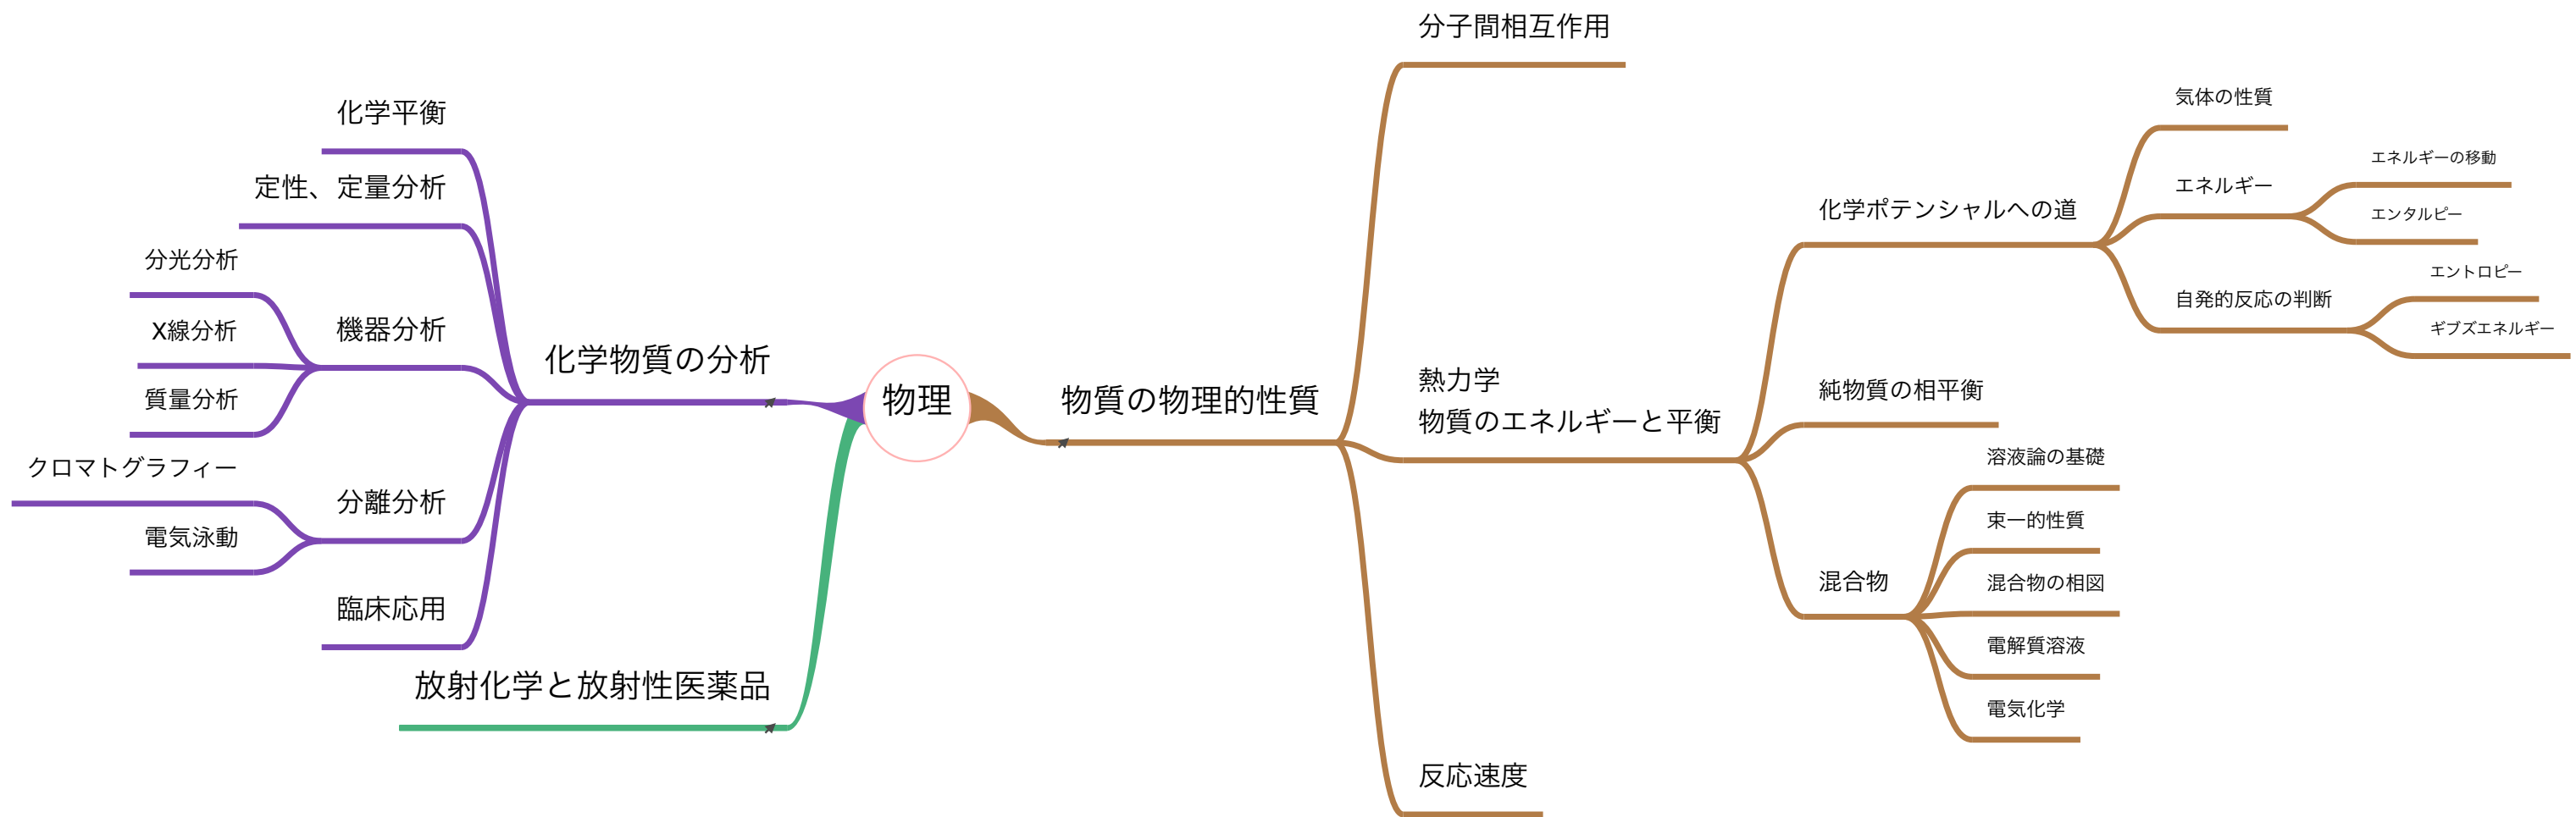 物理
化学物質の分析
化学平衡
定性、定量分析
機器分析
分光分析
X線分析
質量分析
分離分析
クロマトグラフィー
電気泳動
臨床応用
放射化学と放射性医薬品
物質の物理的性質
分子間相互作用
熱力学
物質のエネルギーと平衡
化学ポテンシャルへの道
気体の性質
エネルギー
エネルギーの移動
エンタルピー
自発的反応の判断
エントロピー
ギブズエネルギー
純物質の相平衡
混合物
溶液論の基礎
束一的性質
混合物の相図
電解質溶液
電気化学
反応速度